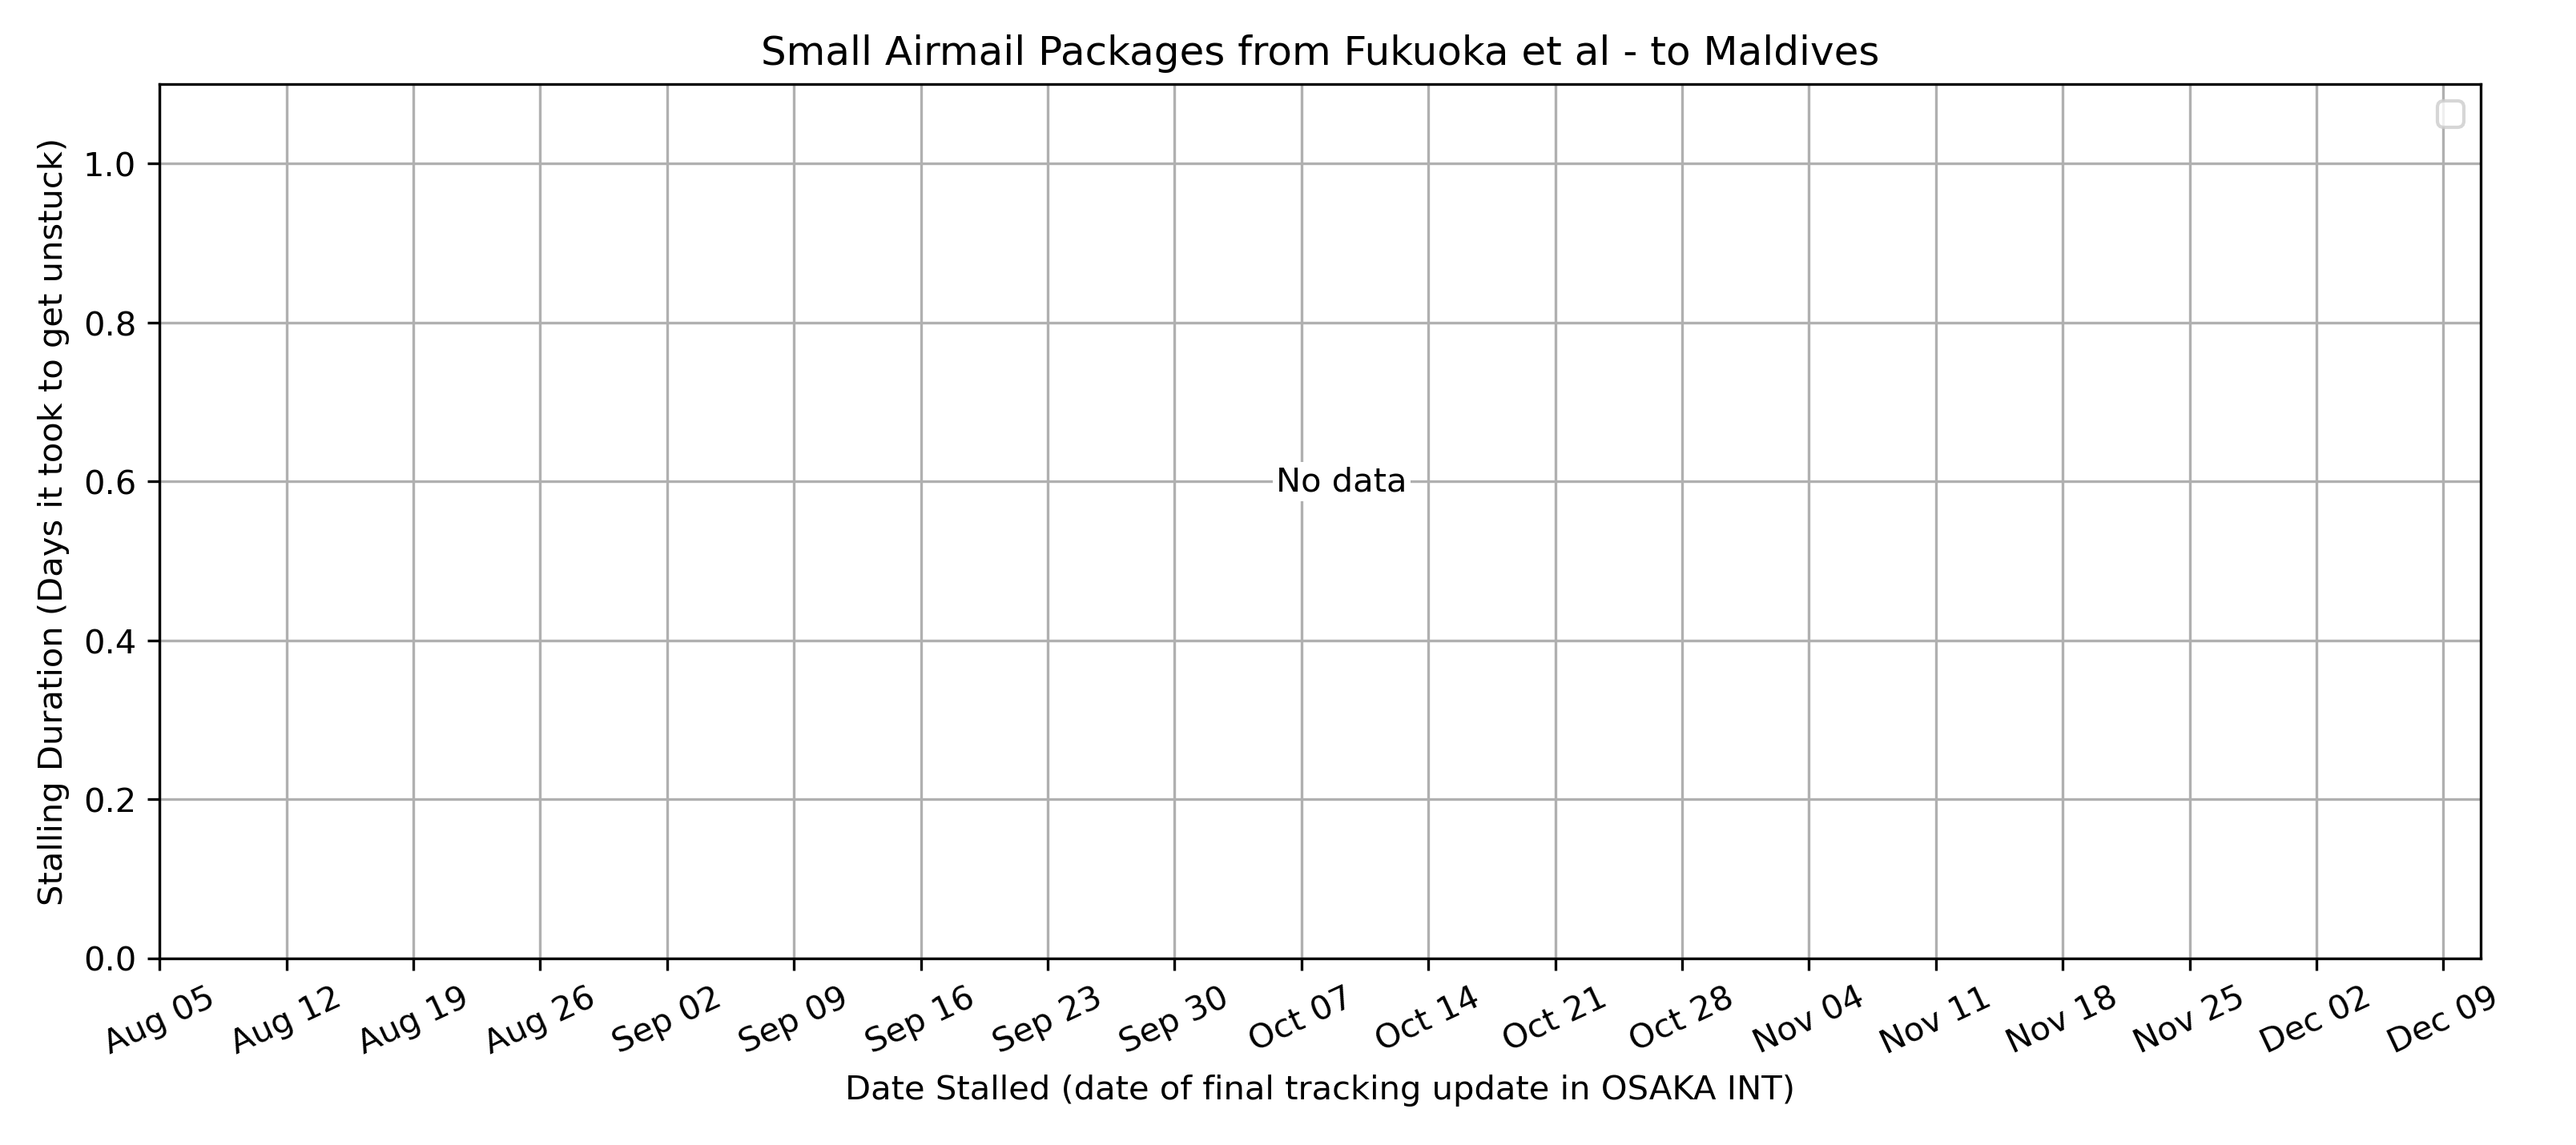 Small Airmail Packages from Fukuoka et al - to Maldives
Stalling Duration (Days it took to get unstuck)
1.0
0.8
0.6
0.4
0.2
0.0
No data
Aug 05 Aug 12 Aug 19 Aug 26 Sep 02 Sep 09 Sep 16 Sep 23 Sep 30 Oct 07 Oct 14 Oct 21 Oct 28 Nov 04 Nov 11 Nov 18 Nov 25 Dec 02 Dec 09
Date Stalled (date of final tracking update in OSAKA INT)